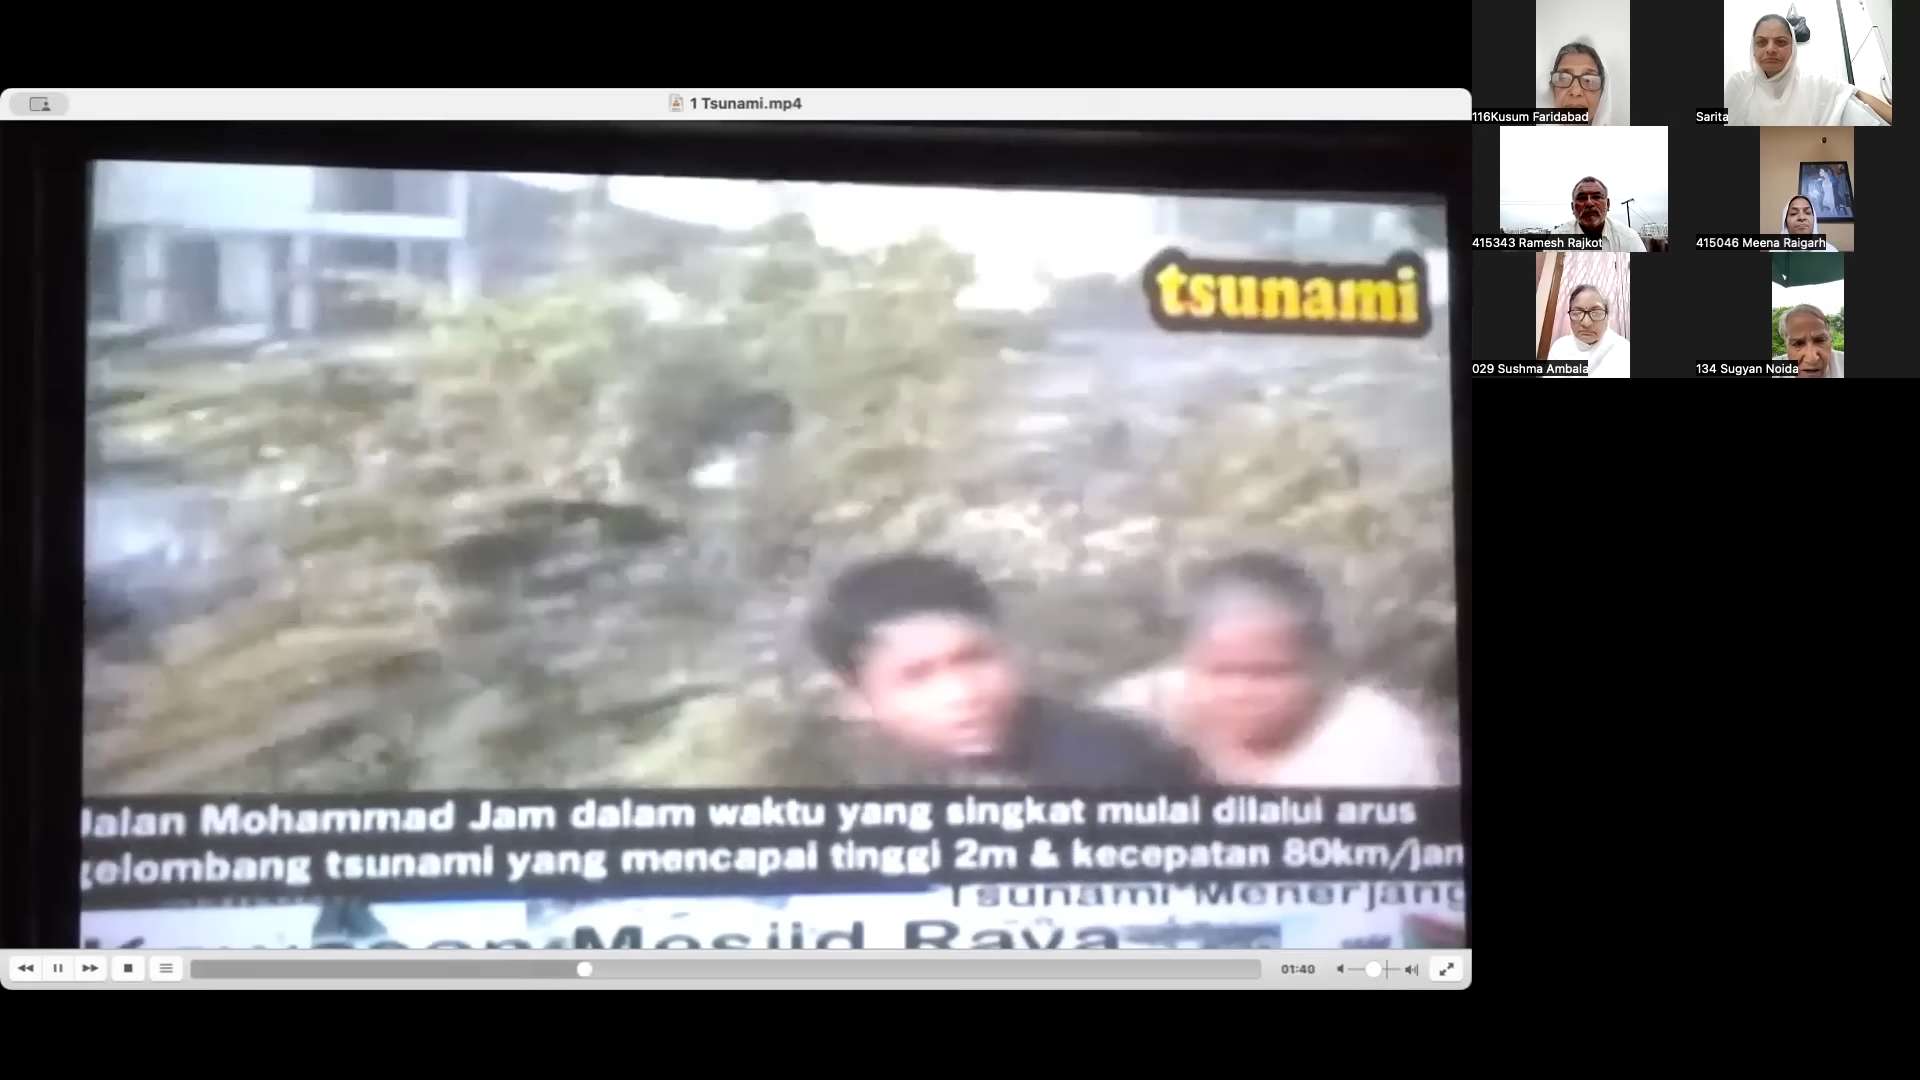 1 Tsunami.mp4
tsunami
Jalan Mohammad Jam dalam waktu yang singkat mulai dilalui arus
gelombang tsunami yang mencapai tinggi 2m & kecepatan 80km/jam
Tsunami Menerjang
Kawasan Mesjid Raya
01:40
116Kusum Faridabad
Sarita
415343 Ramesh Rajkot
415046 Meena Raigarh
029 Sushma Ambala
134 Sugyan Noida